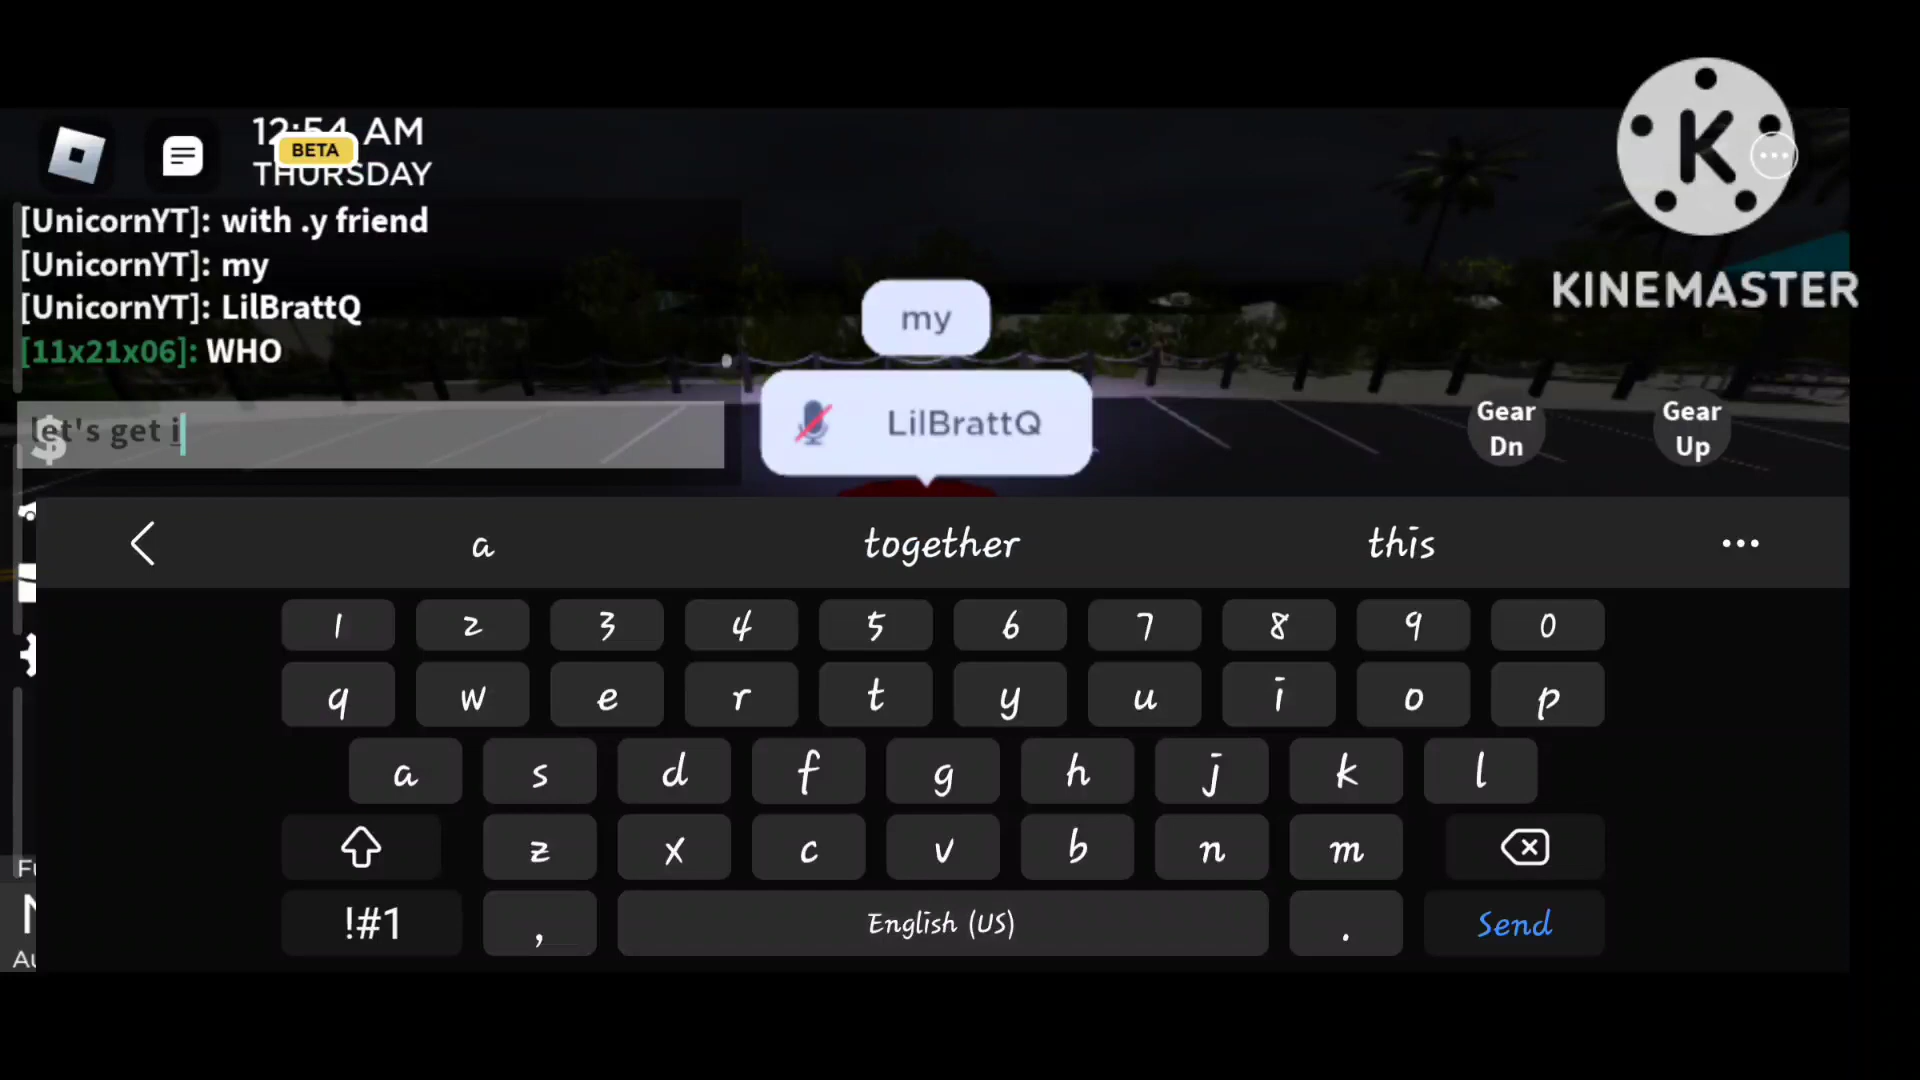 12:54 AM
BETA
THURSDAY
[UnicornYT]: with .y friend
[UnicornYT]: my
[UnicornYT]: LilBrattQ
[11x21x06]: WHO
let's get i
$
my
LilBrattQ
K
KINEMASTER
Gear
Dn
Gear
Up
a together this
1 2 3 4 5 6 7 8 9 0
q w e r t y u i o p
a s d f g h j k l
z x c v b n m
!#1 , English (US) . Send